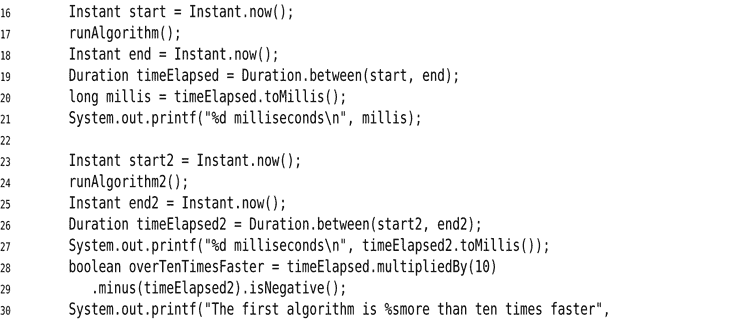 16 Instant start = Instant.now();
17 runAlgorithm();
18 Instant end = Instant.now();
19 Duration timeElapsed = Duration.between(start, end);
20 long millis = timeElapsed.toMillis();
21 System.out.printf("%d milliseconds\n", millis);
22
23 Instant start2 = Instant.now();
24 runAlgorithm2();
25 Instant end2 = Instant.now();
26 Duration timeElapsed2 = Duration.between(start2, end2);
27 System.out.printf("%d milliseconds\n", timeElapsed2.toMillis());
28 boolean overTenTimesFaster = timeElapsed.multipliedBy(10)
29 .minus(timeElapsed2).isNegative();
30 System.out.printf("The first algorithm is %smore than ten times faster",